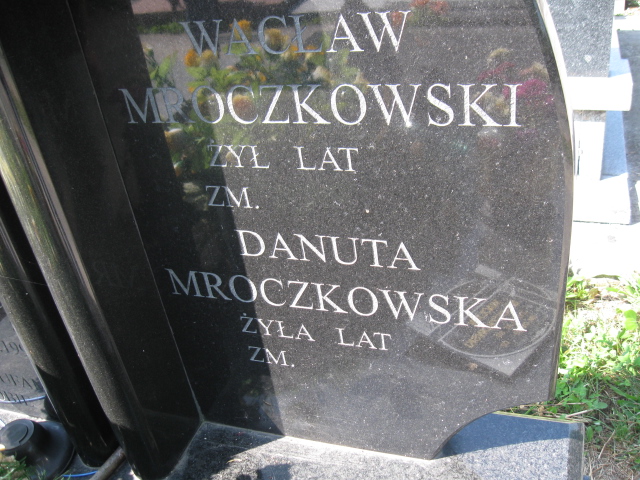 WACŁAW
MROCZKOWSKI
ŻYŁ LAT
ZM.
DANUTA
MROCZKOWSKA
ŻYŁA LAT
ZM.